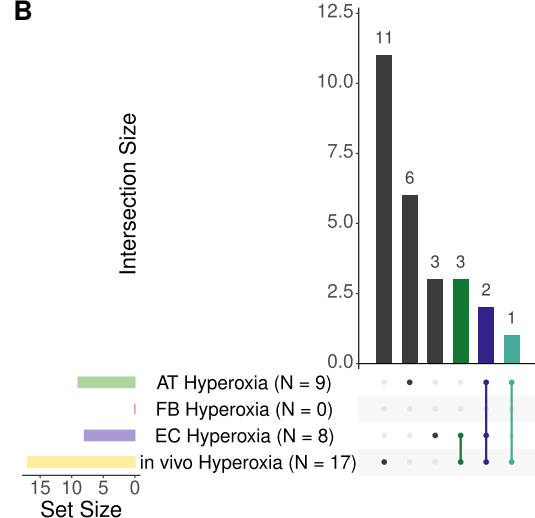 B
Intersection Size
12.5
10.0
7.5
5.0
2.5
0.0
11
6
3
3
2
1
AT Hyperoxia (N = 9)
FB Hyperoxia (N = 0)
EC Hyperoxia (N = 8)
in vivo Hyperoxia (N = 17)
15 10 5 0
Set Size